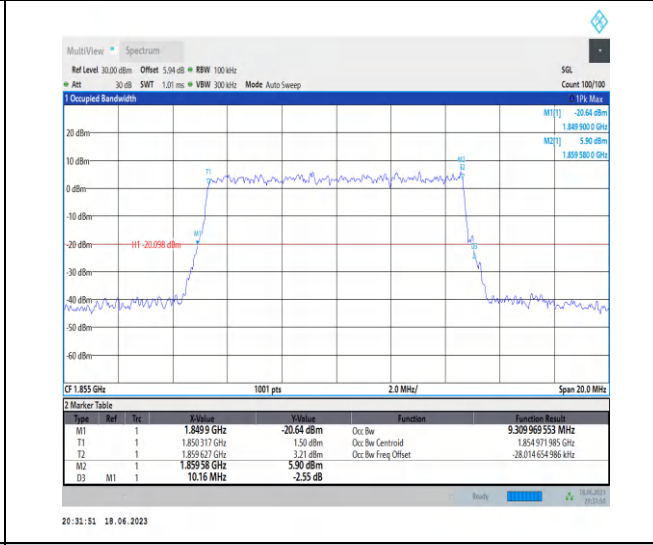 MultiView Spectrum
Ref Level 30.00 dBm Offset 5.94 dB RBW 100 kHz SGL
Att 30 dB SWT 1.01 ms VBW 300 kHz Mode Auto Sweep Count 100/100
1 Occupied Bandwidth 1Pk Max
M1[1] -20.64 dBm
1.849 900 0 GHz
M2[1] 5.90 dBm
1.859 580 0 GHz
20 dBm
10 dBm
0 dBm
-10 dBm
-20 dBm
-30 dBm
-40 dBm
-50 dBm
-60 dBm
H1 -20.098 dBm
T1
M1
CF 1.855 GHz 1001 pts 2.0 MHz/ Span 20.0 MHz
2 Marker Table
Type Ref Trc X-Value Y-Value Function Function Result
M1 1 1.849 9 GHz -20.64 dBm Occ Bw 9.309 969 553 MHz
T1 1 1.850 317 GHz 1.50 dBm Occ Bw Centroid 1.854 971 985 GHz
T2 1 1.859 627 GHz 3.21 dBm Occ Bw Freq Offset -28.014 654 986 kHz
M2 1 1.859 58 GHz 5.90 dBm
D3 M1 1 10.16 MHz -2.55 dB
Ready 18.06.2023
20:31:51 18.06.2023